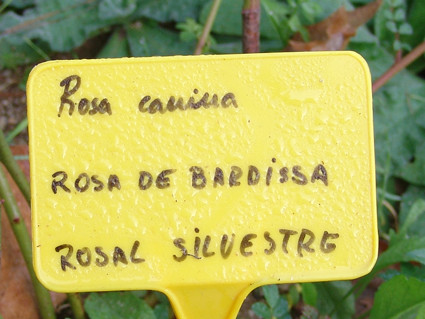 Rosa canina
ROSA DE BARDISSA
ROSAL SILVESTRE